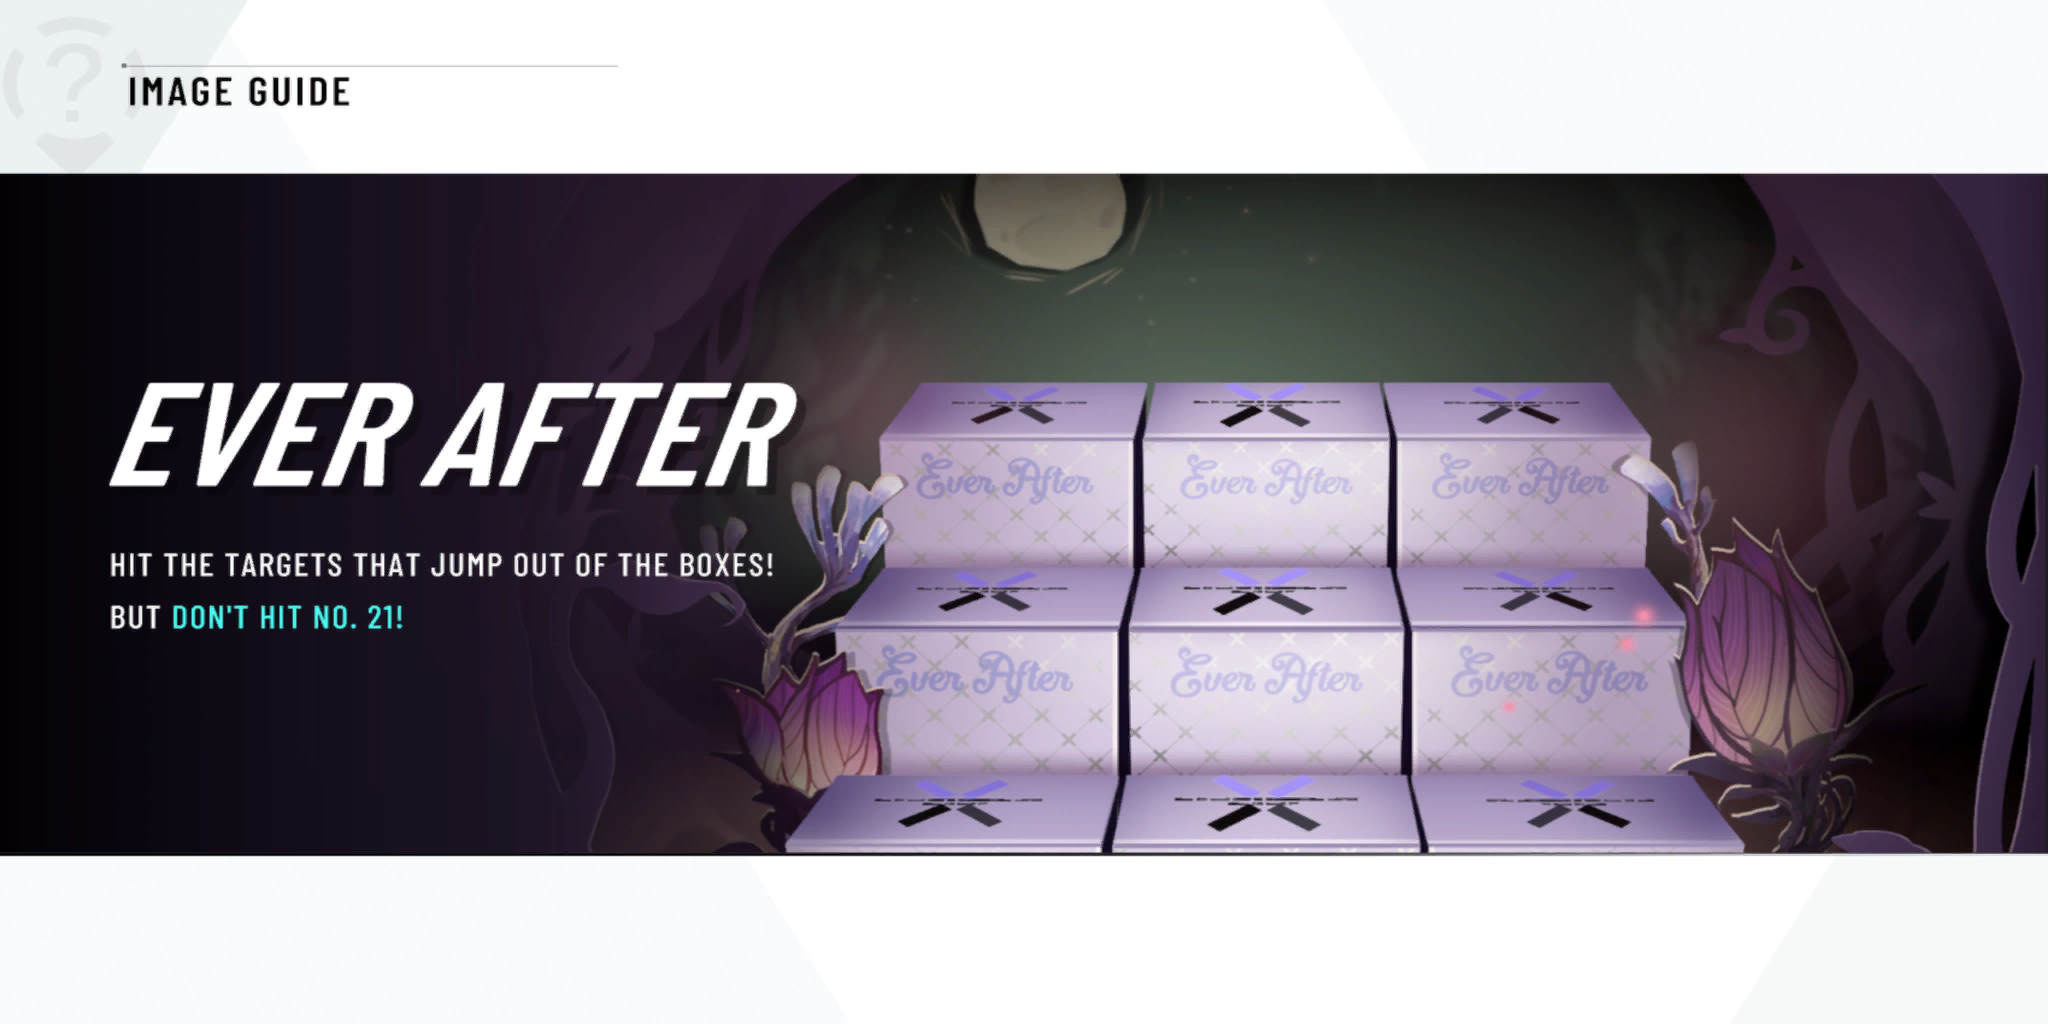 IMAGE GUIDE
EVER AFTER
HIT THE TARGETS THAT JUMP OUT OF THE BOXES!
BUT DON'T HIT NO. 21!
Ever After Ever After Ever After
Ever After Ever After Ever After